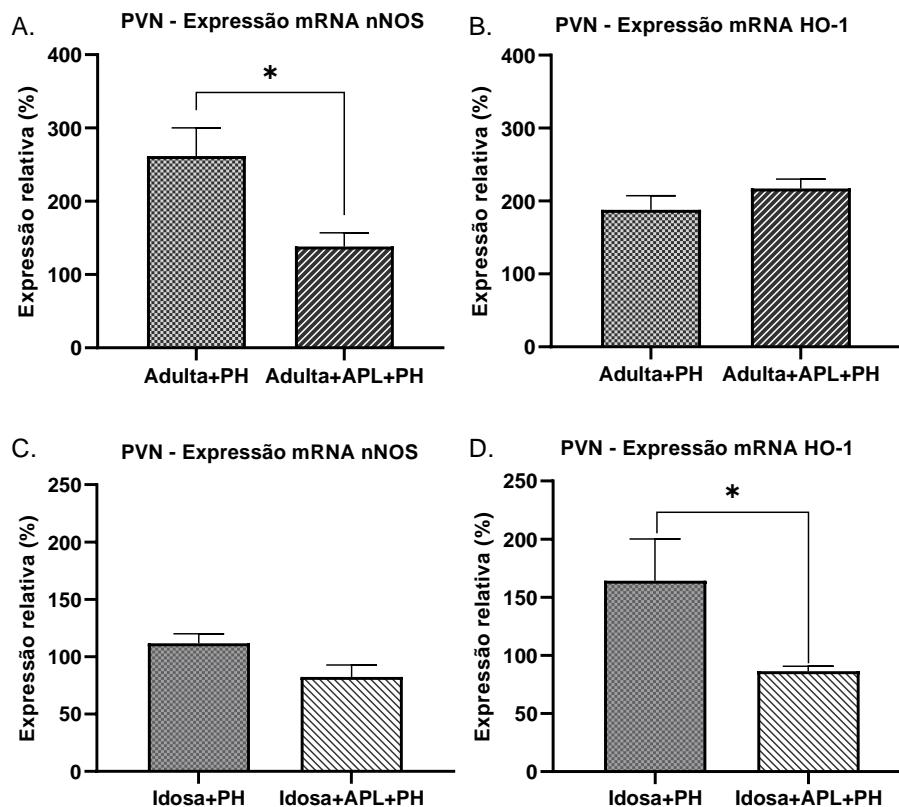 A.
PVN - Expressão mRNA nNOS
Expressão relativa (%)
400
300
200
100
0
*
Adulta+PH Adulta+APL+PH
B.
PVN - Expressão mRNA HO-1
Expressão relativa (%)
400
300
200
100
0
Adulta+PH Adulta+APL+PH
C.
PVN - Expressão mRNA nNOS
Expressão relativa (%)
250
200
150
100
50
0
Idosa+PH Idosa+APL+PH
D.
PVN - Expressão mRNA HO-1
Expressão relativa (%)
250
200
150
100
50
0
*
Idosa+PH Idosa+APL+PH